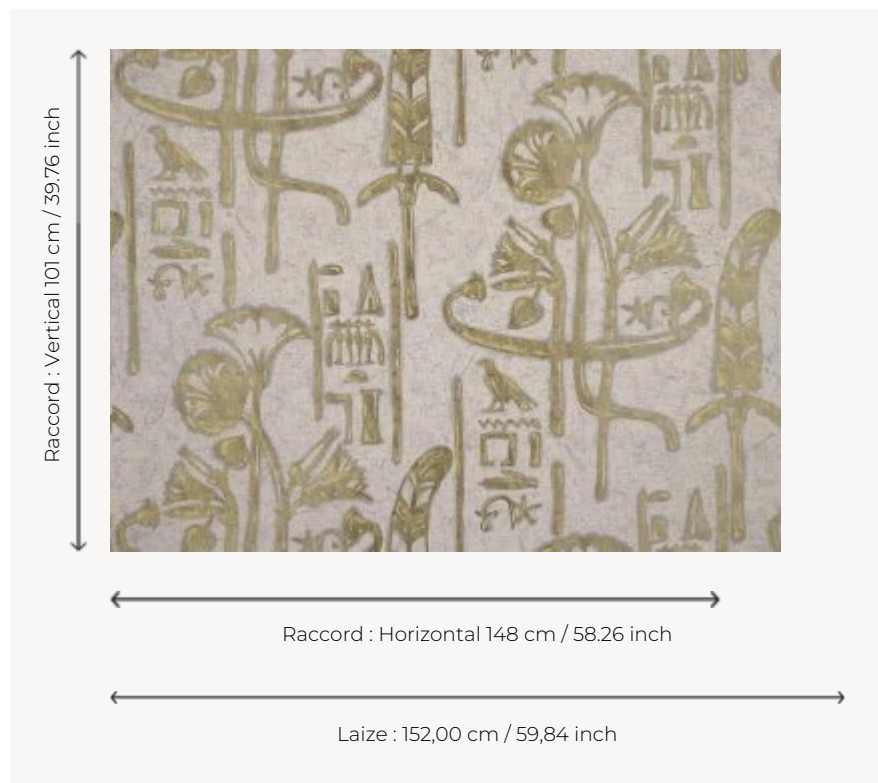 Raccord : Vertical 101 cm / 39.76 inch
Raccord : Horizontal 148 cm / 58.26 inch
Laize : 152,00 cm / 59,84 inch